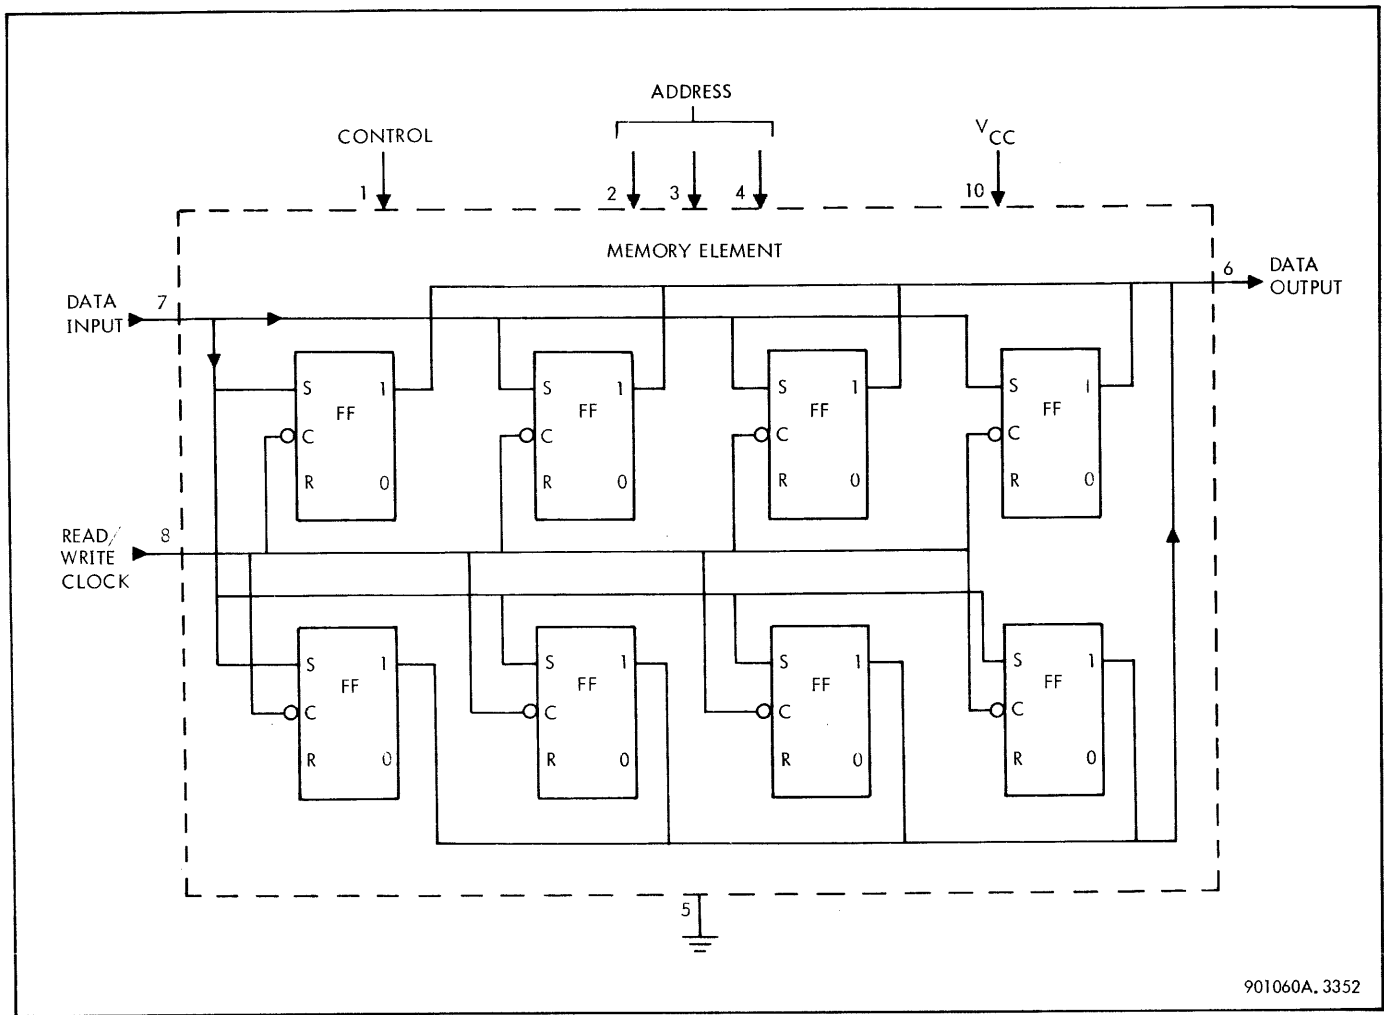 ADDRESS
CONTROL
V
CC
1
2
3
4
10
MEMORY ELEMENT
6
DATA
OUTPUT
DATA
INPUT
7
S 1
FF
C
R 0
S 1
FF
C
R 0
S 1
FF
C
R 0
S 1
FF
C
R 0
READ/
WRITE
CLOCK
8
S 1
FF
C
R 0
S 1
FF
C
R 0
S 1
FF
C
R 0
S 1
FF
C
R 0
5
901060A. 3352